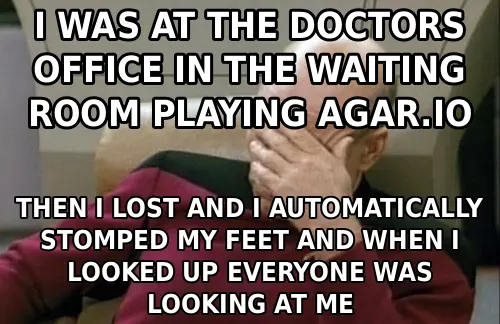 I WAS AT THE DOCTORS
OFFICE IN THE WAITING
ROOM PLAYING AGAR.IO
THEN I LOST AND I AUTOMATICALLY
STOMPED MY FEET AND WHEN I
LOOKED UP EVERYONE WAS
LOOKING AT ME